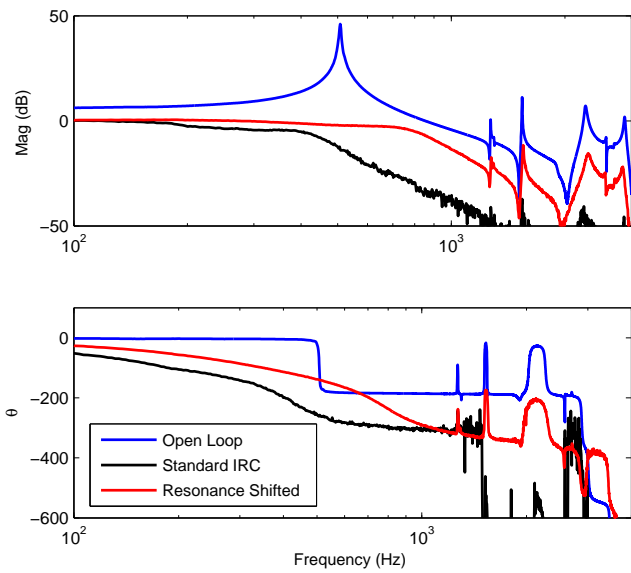 50
0
−50
Mag (dB)
10^2
10^3
0
−200
−400
−600
θ
Open Loop
Standard IRC
Resonance Shifted
10^2
10^3
Frequency (Hz)